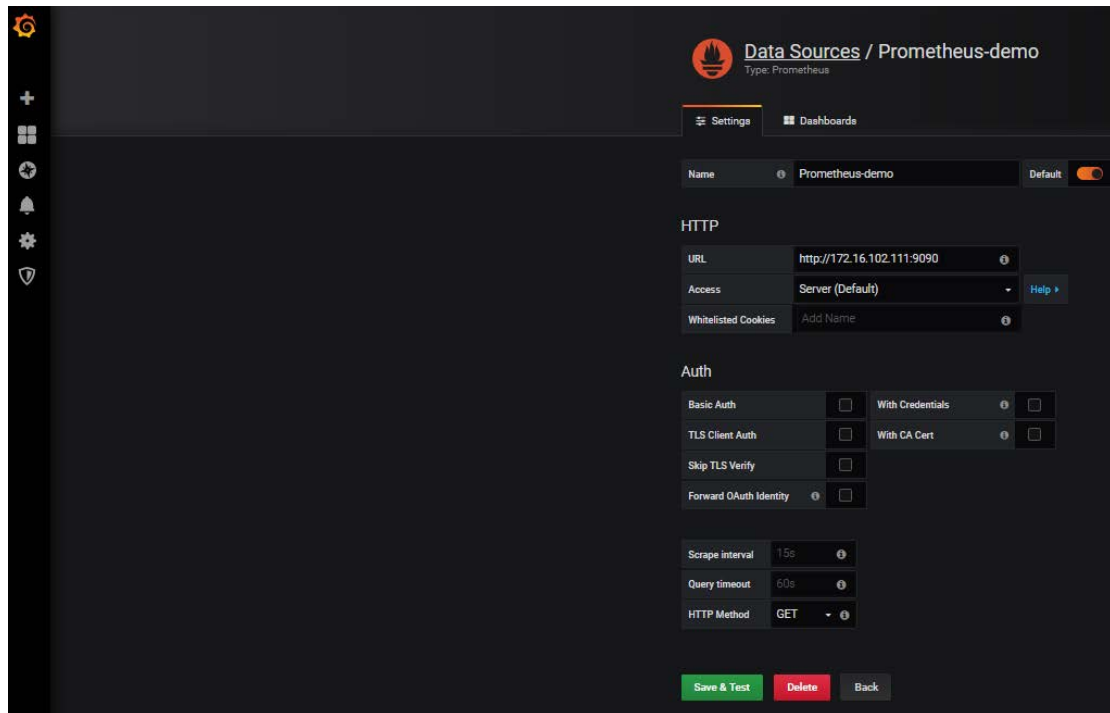 Data Sources / Prometheus-demo
Type: Prometheus
Settings Dashboards
Name Prometheus-demo Default
HTTP
URL http://172.16.102.111:9090
Access Server (Default) Help
Whitelisted Cookies Add Name
Auth
Basic Auth With Credentials
TLS Client Auth With CA Cert
Skip TLS Verify
Forward OAuth Identity
Scrape interval 15s
Query timeout 60s
HTTP Method GET
Save & Test Delete Back